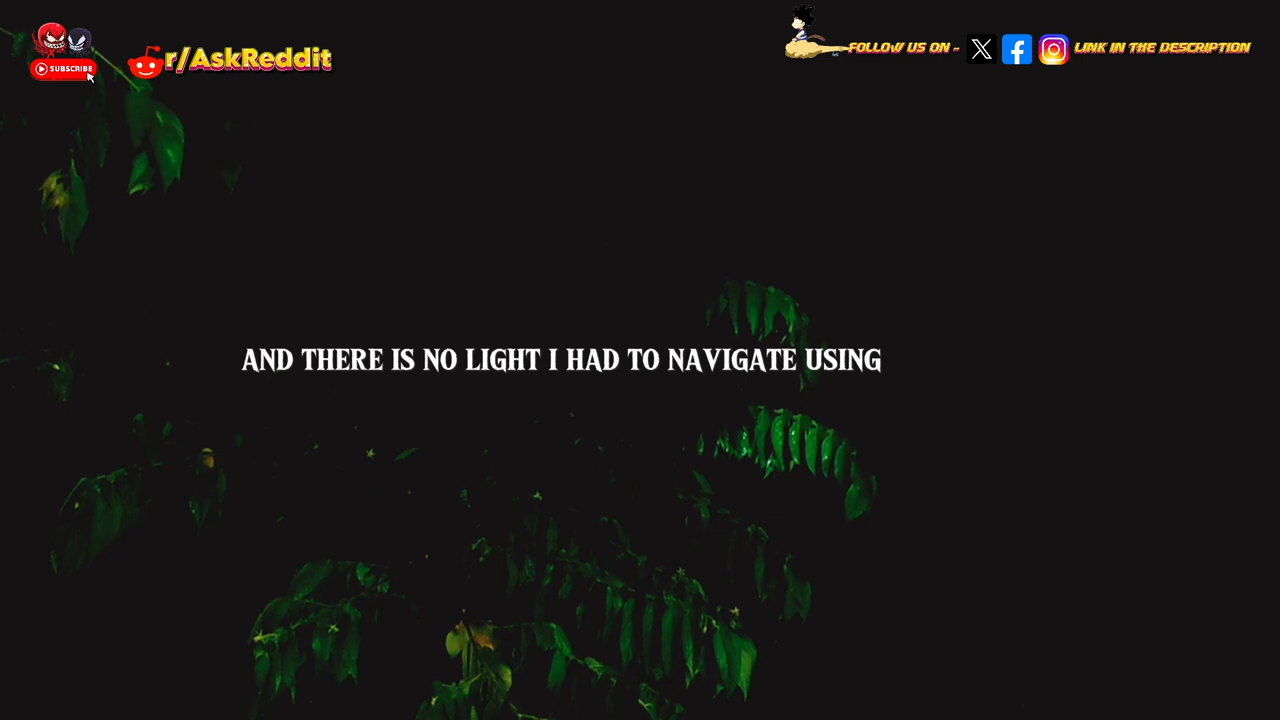 SUBSCRIBE
r/AskReddit
FOLLOW US ON -
LINK IN THE DESCRIPTION
AND THERE IS NO LIGHT I HAD TO NAVIGATE USING